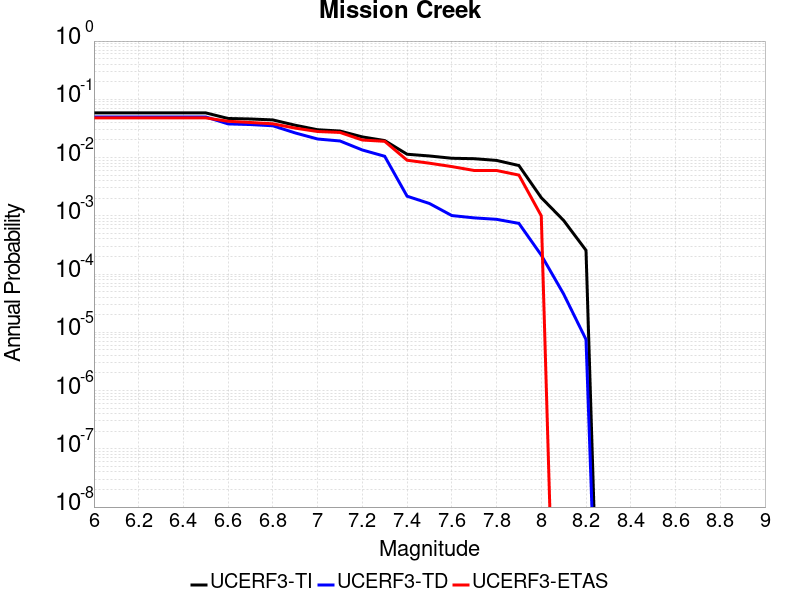 Mission Creek
10^0
10^-1
10^-2
10^-3
10^-4
10^-5
10^-6
10^-7
10^-8
Annual Probability
6 6.2 6.4 6.6 6.8 7 7.2 7.4 7.6 7.8 8 8.2 8.4 8.6 8.8 9
Magnitude
UCERF3-TI UCERF3-TD UCERF3-ETAS